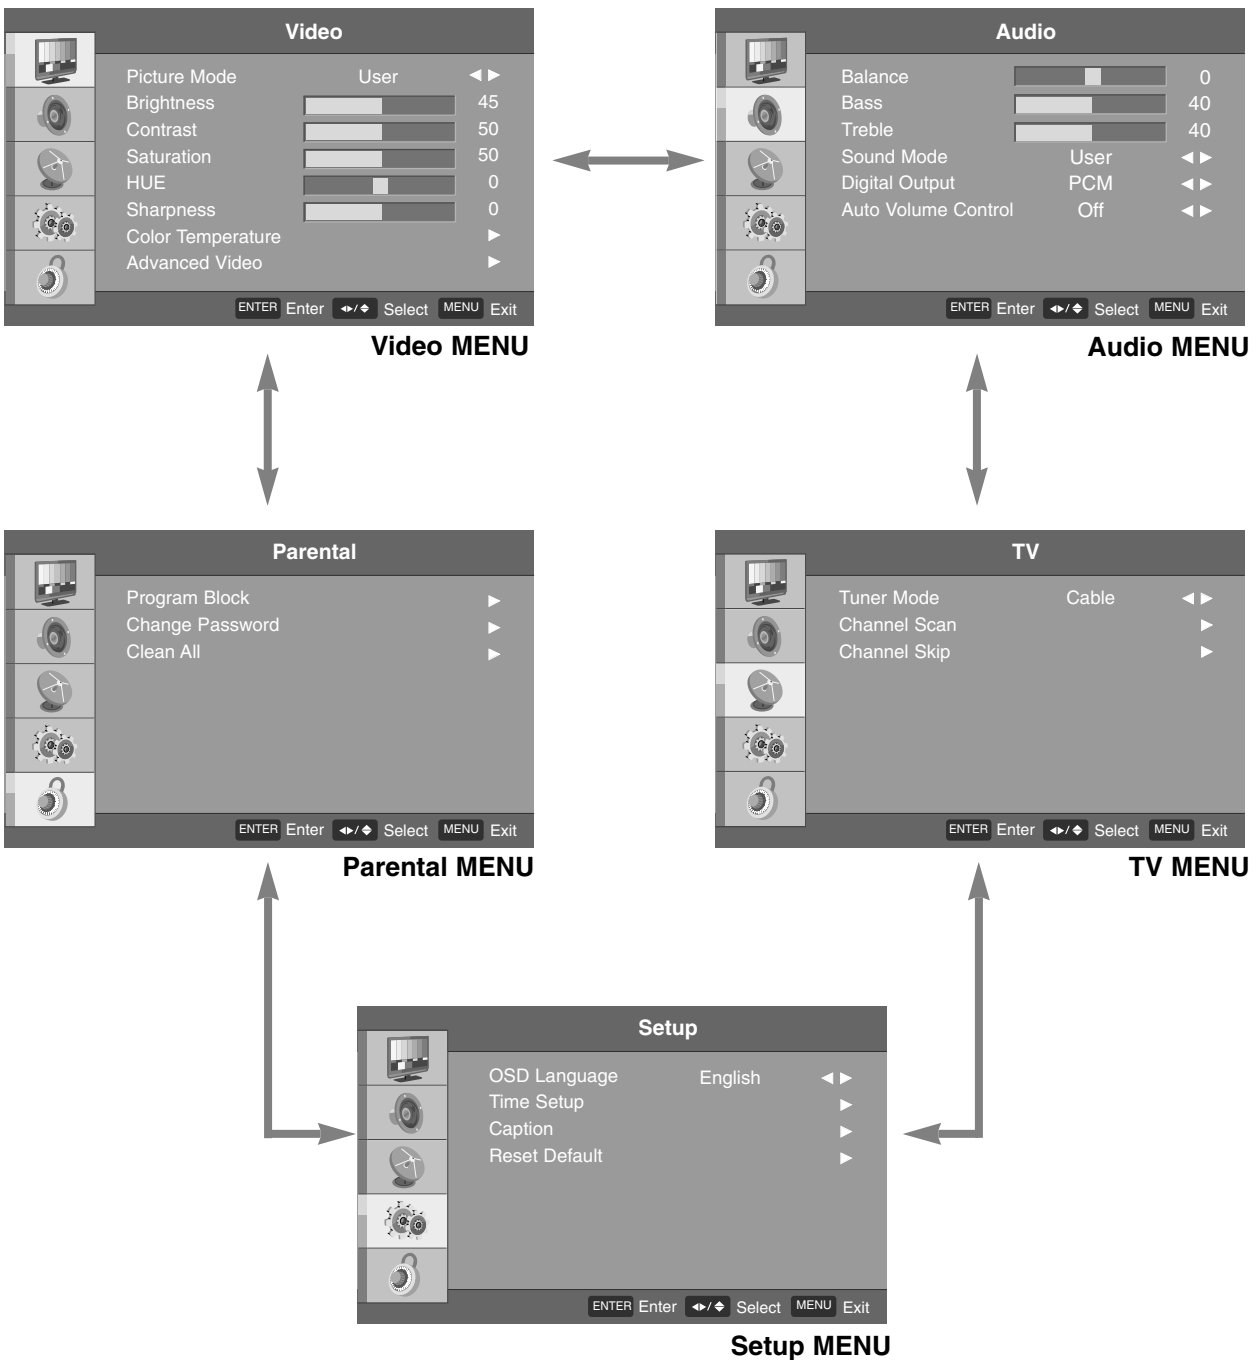 Video
Picture Mode User
Brightness 45
Contrast 50
Saturation 50
HUE 0
Sharpness 0
Color Temperature
Advanced Video
ENTER Enter Select MENU Exit
Video MENU
Audio
Balance 0
Bass 40
Treble 40
Sound Mode User
Digital Output PCM
Auto Volume Control Off
ENTER Enter Select MENU Exit
Audio MENU
Parental
Program Block
Change Password
Clean All
ENTER Enter Select MENU Exit
Parental MENU
TV
Tuner Mode Cable
Channel Scan
Channel Skip
ENTER Enter Select MENU Exit
TV MENU
Setup
OSD Language English
Time Setup
Caption
Reset Default
ENTER Enter Select MENU Exit
Setup MENU